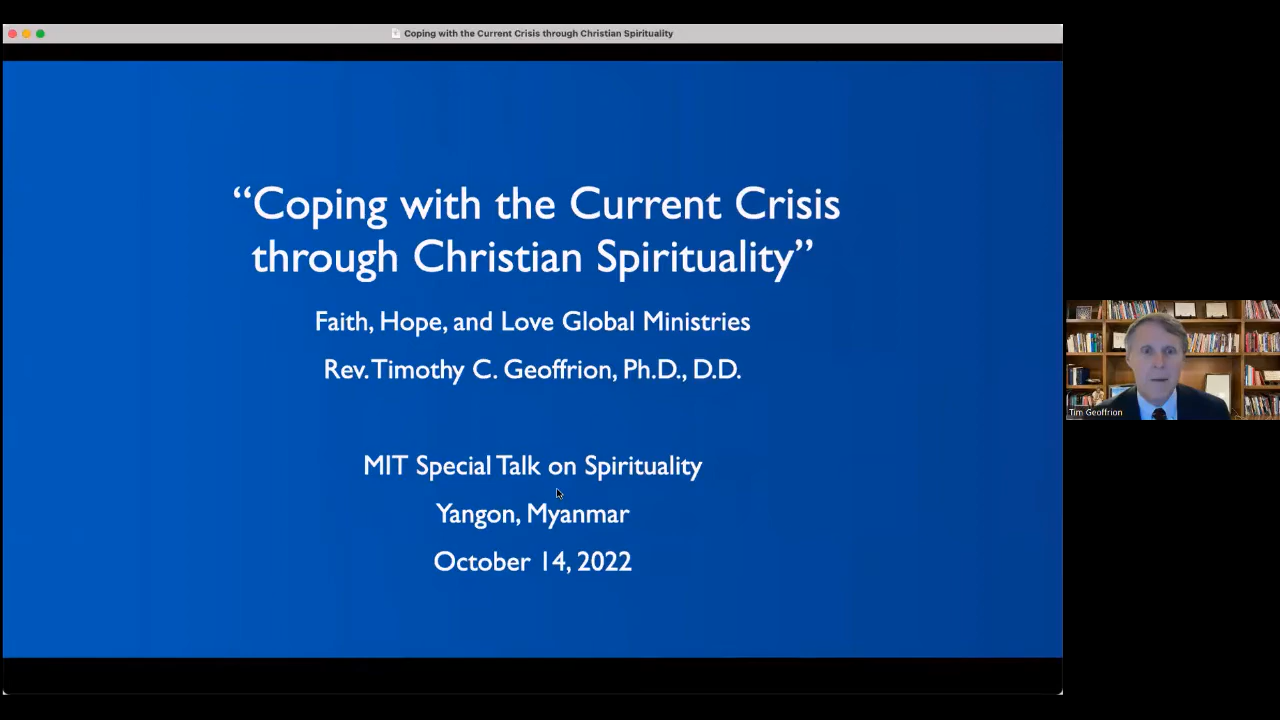 Coping with the Current Crisis through Christian Spirituality
“Coping with the Current Crisis
through Christian Spirituality”
Faith, Hope, and Love Global Ministries
Rev. Timothy C. Geoffrion, Ph.D., D.D.
MIT Special Talk on Spirituality
Yangon, Myanmar
October 14, 2022
Tim Geoffrion